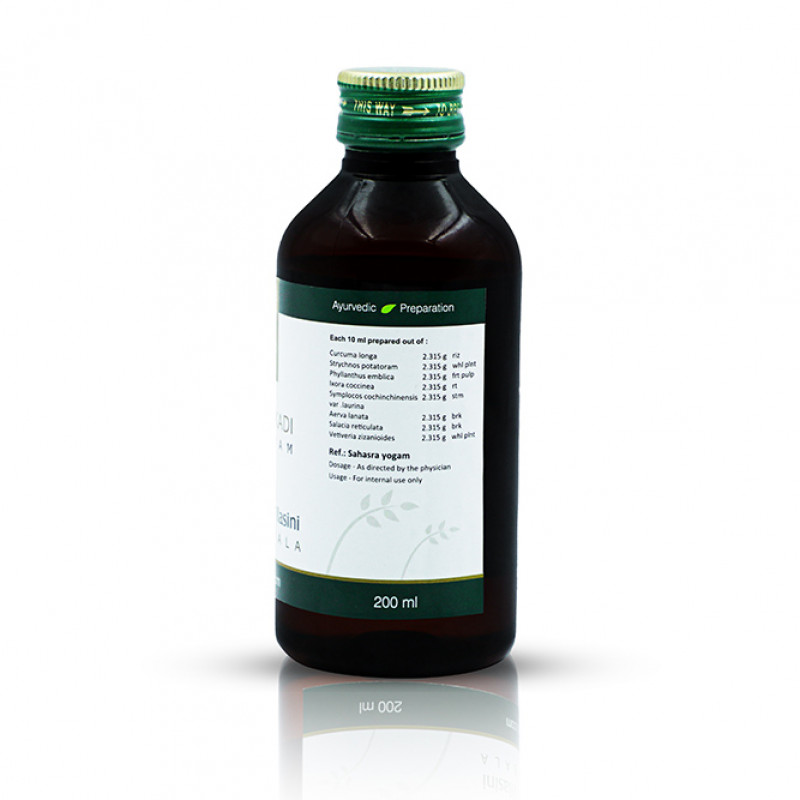 THIS WAY
Ayurvedic Preparation
Each 10 ml prepared out of :
Curcuma longa 2.315 g riz
Strychnos potatoram 2.315 g whl plnt
Phyllanthus emblica 2.315 g frt pulp
Ixora coccinea 2.315 g rt
Symplocos cochinchinensis 2.315 g stm
var .laurina
Aerva lanata 2.315 g brk
Salacia reticulata 2.315 g brk
Vetiveria zizanioides 2.315 g whl plnt
Ref.: Sahasra yogam
Dosage - As directed by the physician
Usage - For internal use only
ADI
AM
asini
ALA
200 ml